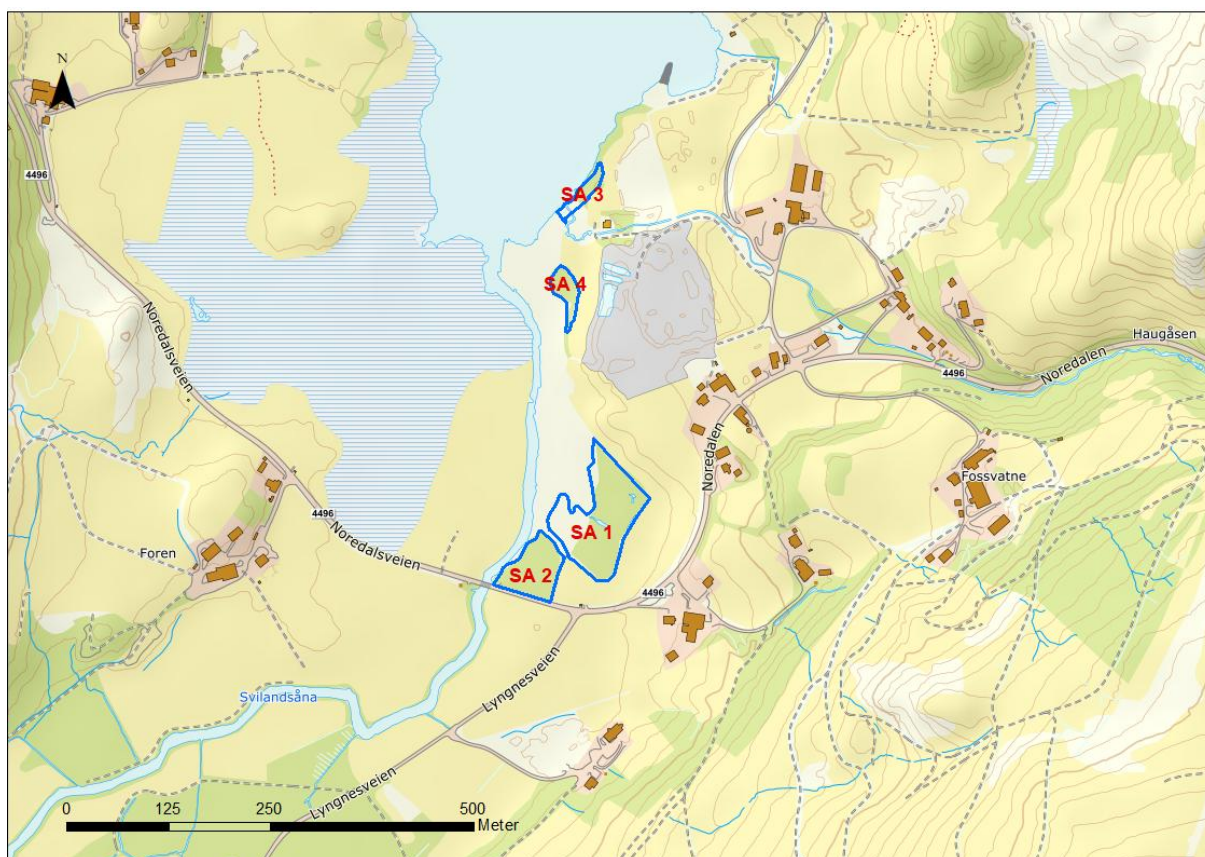 N
4496
SA 3
SA 4
Noredalsveien
Haugåsen
Noredalen
4496
Noredalen
Fossvatne
4496
SA 1
Foren
Noredalsveien
SA 2
4496
Lyngnesveien
Svilandsåna
Lyngnesveien
0 125 250 500
Meter